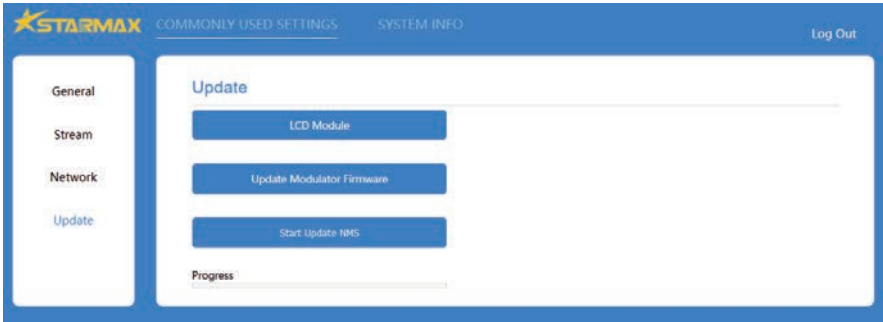 STARMAX COMMONLY USED SETTINGS SYSTEM INFO
Log Out
General
Stream
Network
Update
Update
LCD Module
Update Modulator Firmware
Start Update NMS
Progress